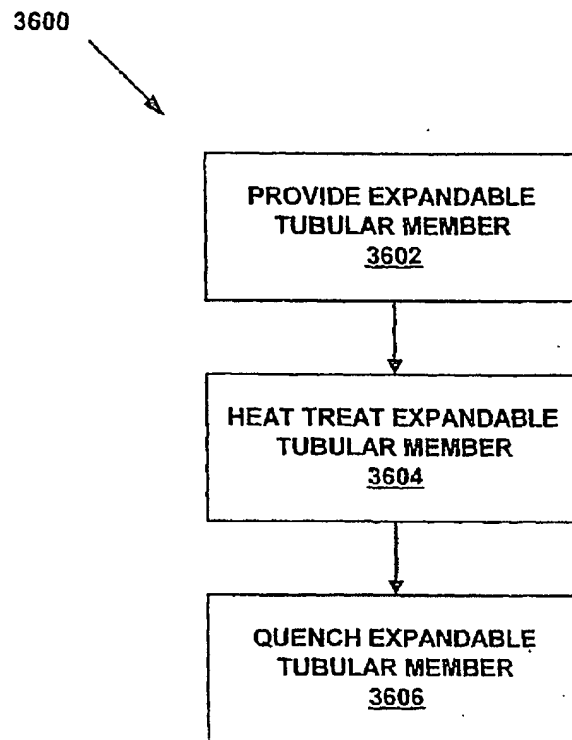 3600
PROVIDE EXPANDABLE
TUBULAR MEMBER
3602
HEAT TREAT EXPANDABLE
TUBULAR MEMBER
3604
QUENCH EXPANDABLE
TUBULAR MEMBER
3606